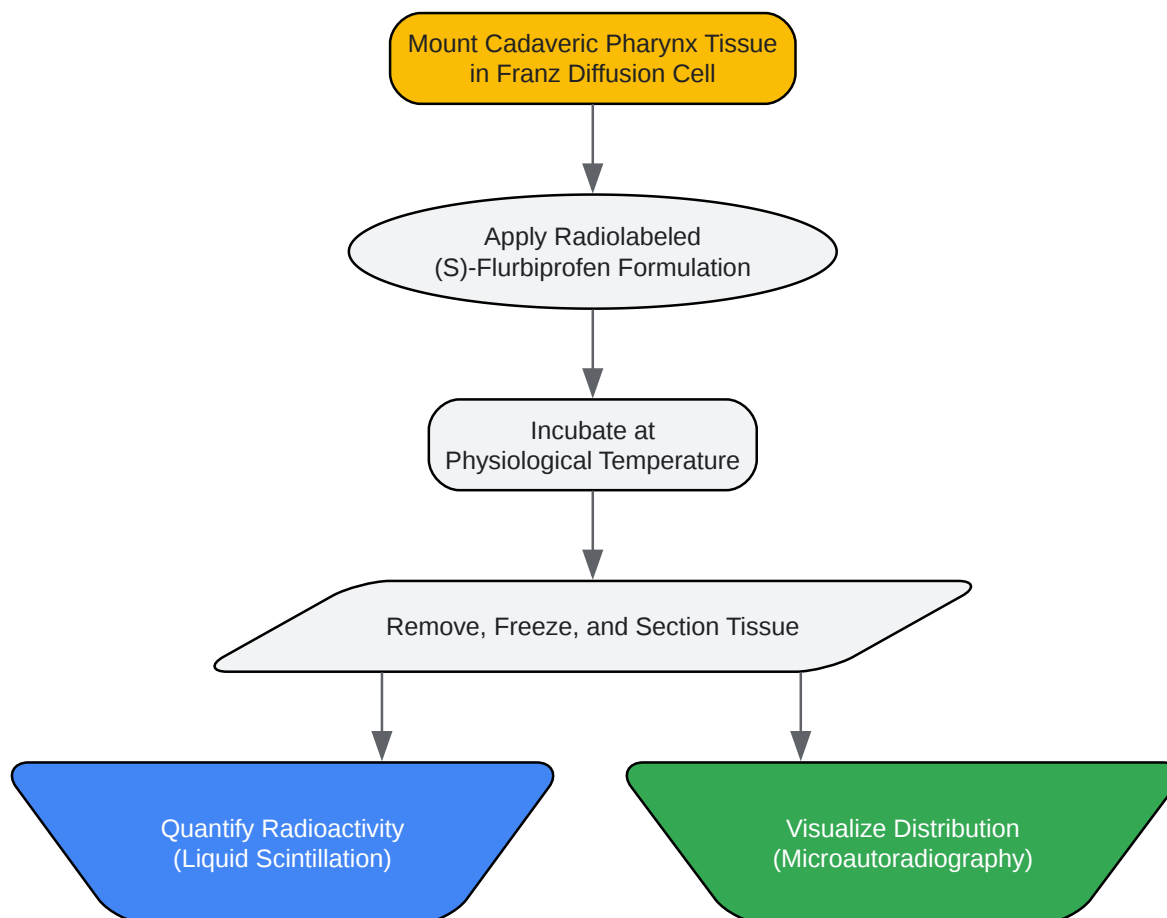 Mount Cadaveric Pharynx Tissue
in Franz Diffusion Cell
Apply Radiolabeled
(S)-Flurbiprofen Formulation
Incubate at
Physiological Temperature
Remove, Freeze, and Section Tissue
Quantify Radioactivity
(Liquid Scintillation)
Visualize Distribution
(Microautoradiography)